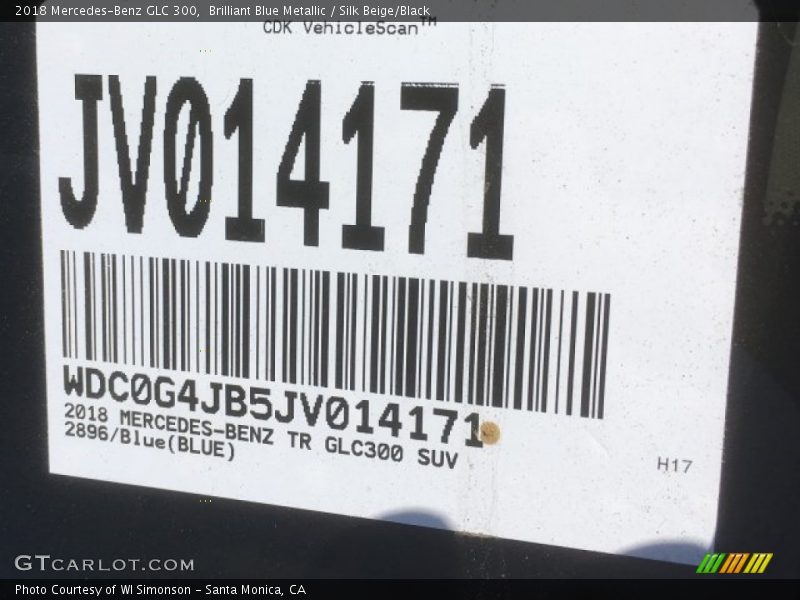 2018 Mercedes-Benz GLC 300, Brilliant Blue Metallic / Silk Beige/Black
CDK VehicleScan™
JV014171
WDC0G4JB5JV014171
2018 MERCEDES-BENZ TR GLC300 SUV
2896/Blue(BLUE)
H17
GTCARLOT.COM
Photo Courtesy of WI Simonson - Santa Monica, CA